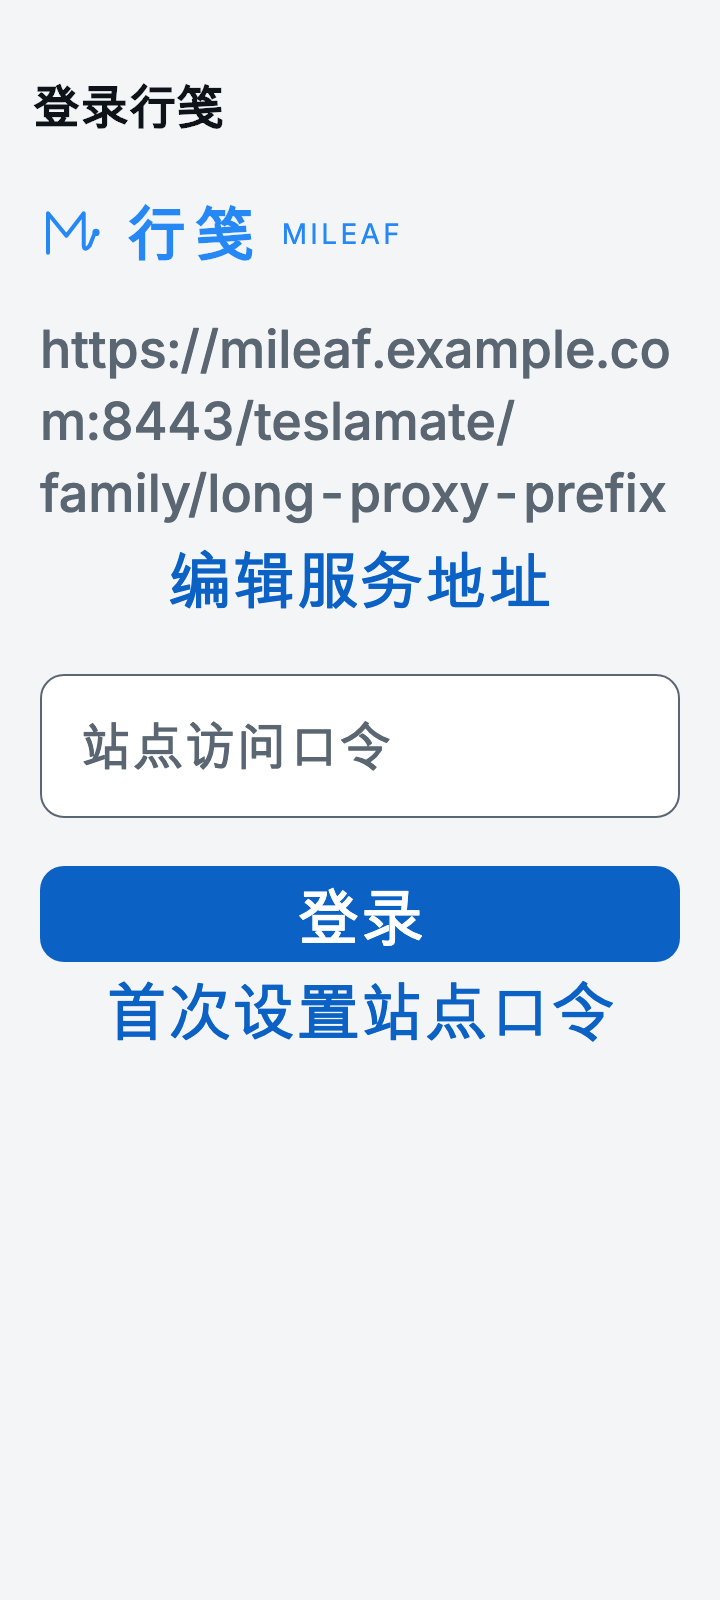 登录行笺
行笺 MILEAF
https://mileaf.example.co
m:8443/teslamate/
family/long-proxy-prefix
编辑服务地址
站点访问口令
登录
首次设置站点口令